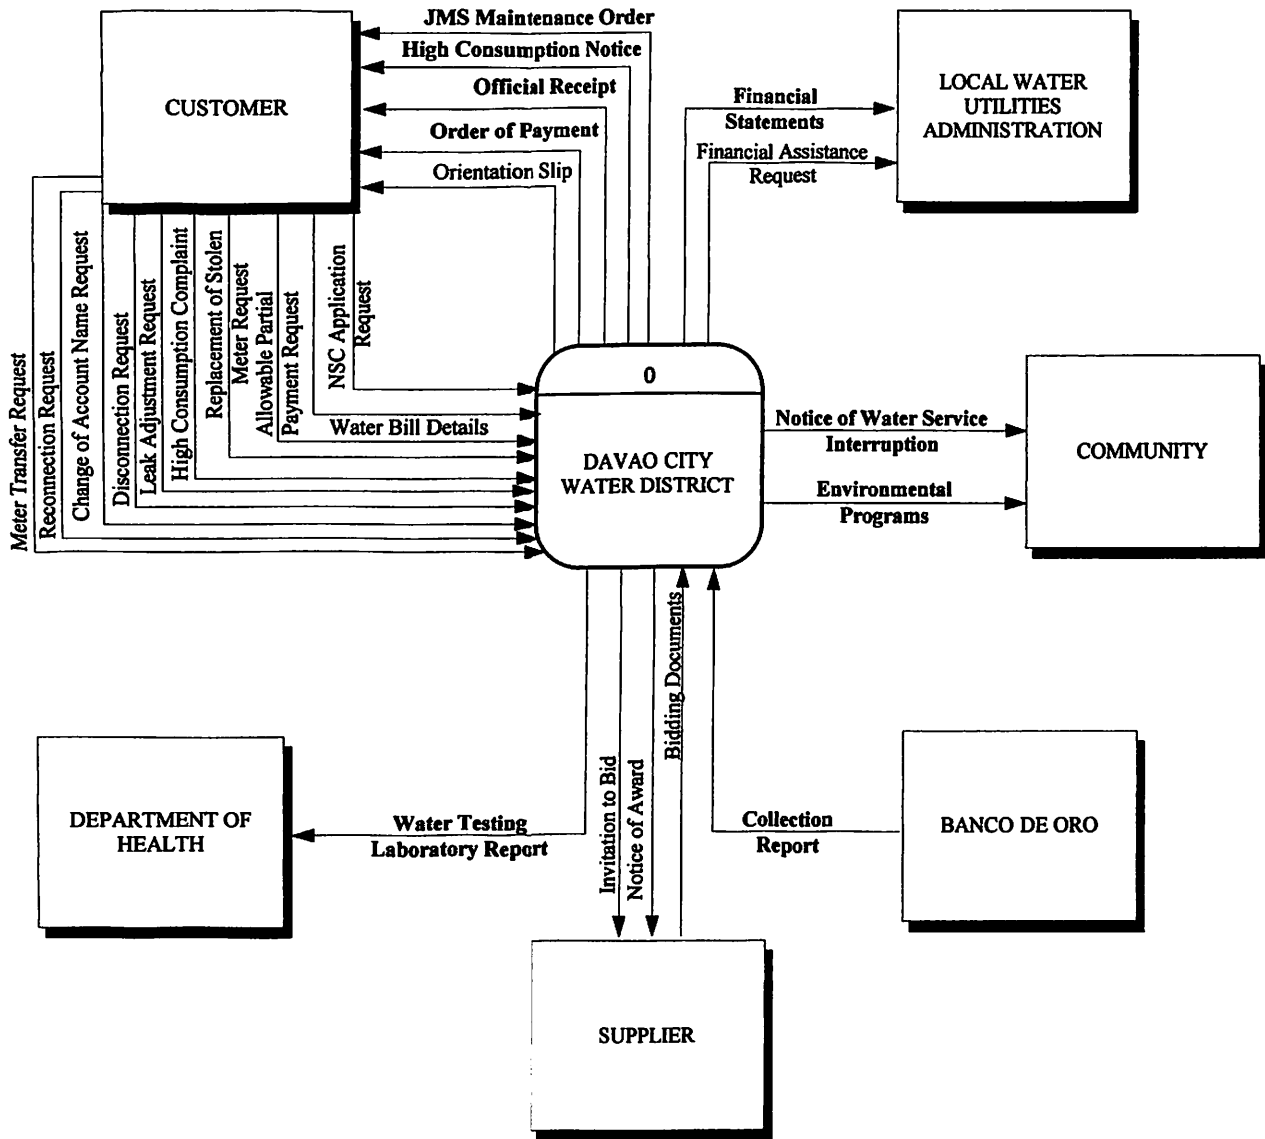 JMS Maintenance Order
High Consumption Notice
Official Receipt
Order of Payment
Orientation Slip
CUSTOMER
Financial
Statements
Financial Assistance
Request
LOCAL WATER
UTILITIES
ADMINISTRATION
Meter Transfer Request
Reconnection Request
Change of Account Name Request
Disconnection Request
Leak Adjustment Request
High Consumption Complaint
Replacement of Stolen
Meter Request
Allowable Partial
Payment Request
NSC Application
Request
Water Bill Details
0
DAVAO CITY
WATER DISTRICT
Notice of Water Service
Interruption
Environmental
Programs
COMMUNITY
DEPARTMENT OF
HEALTH
Water Testing
Laboratory Report
Invitation to Bid
Notice of Award
Bidding Documents
Collection
Report
BANCO DE ORO
SUPPLIER